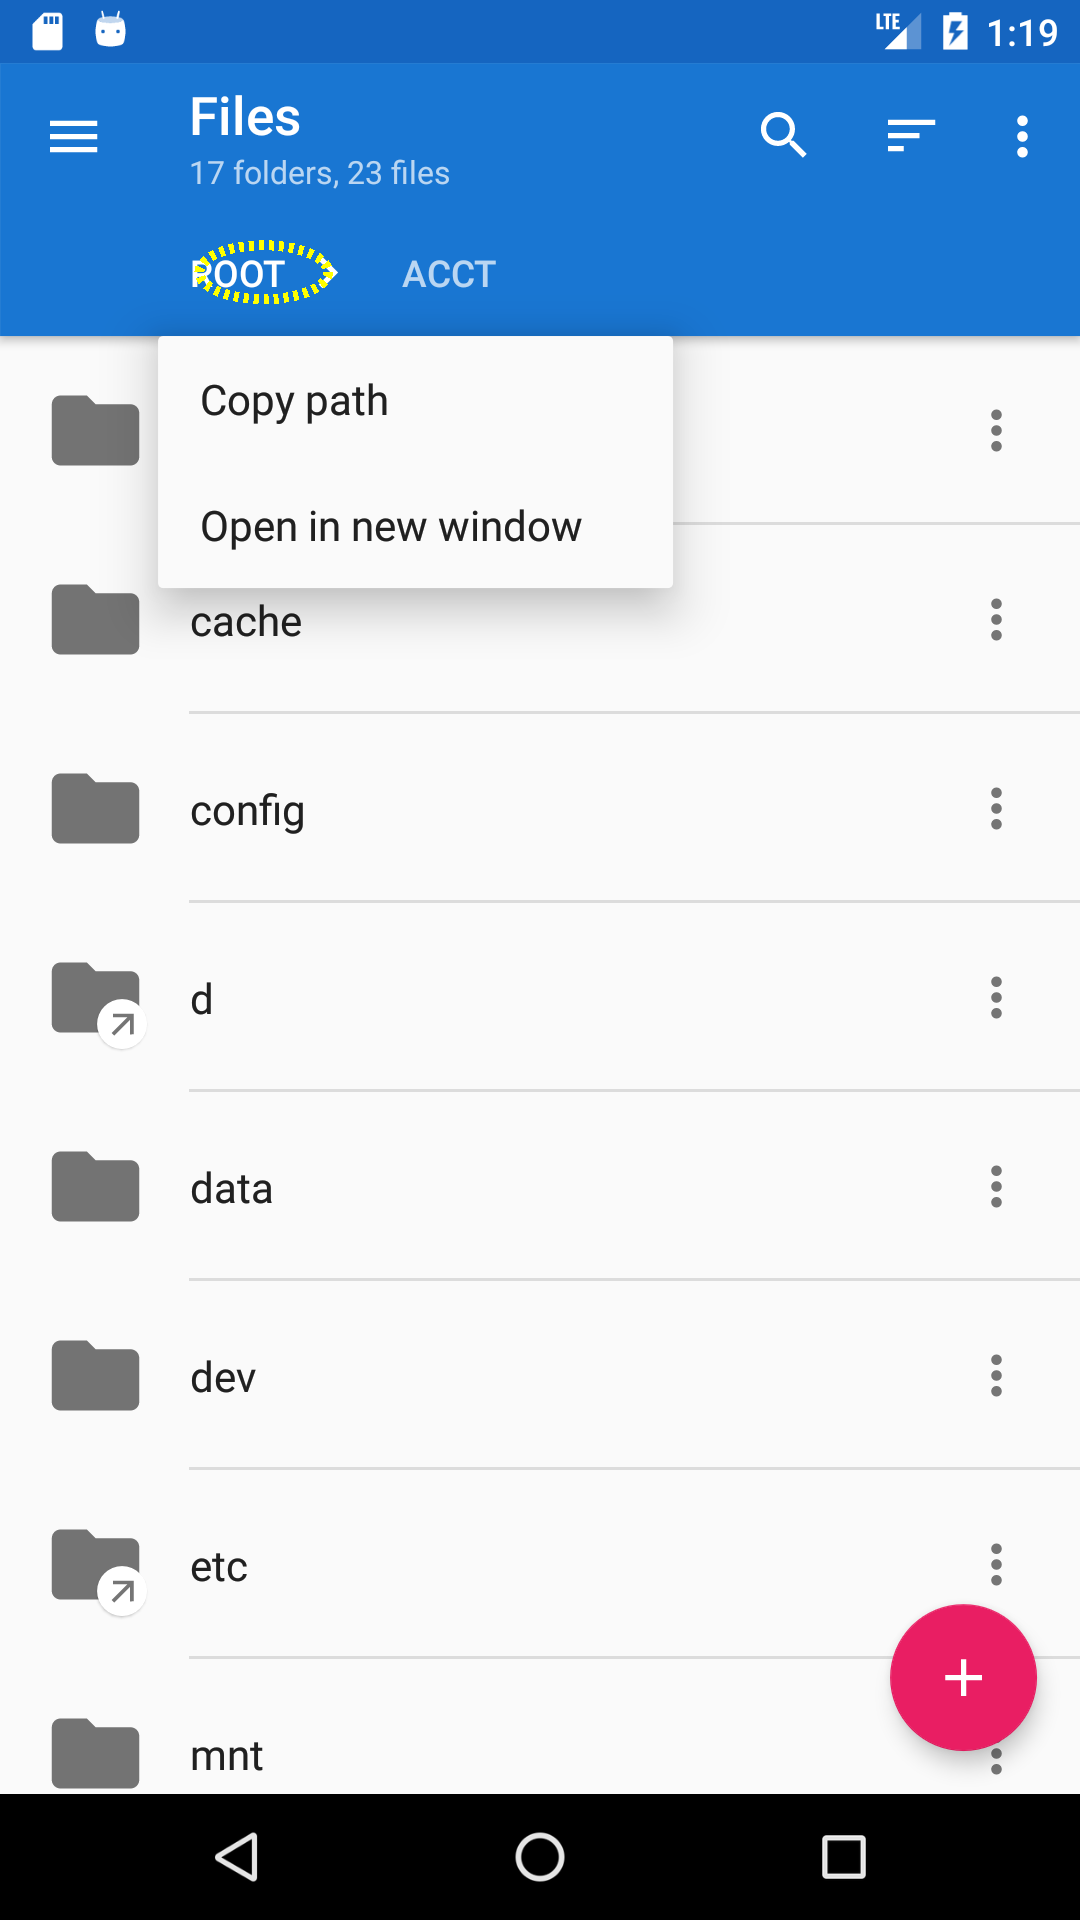 LTE 1:19
Files
17 folders, 23 files
ROOT ACCT
Copy path
Open in new window
cache
config
d
data
dev
etc
mnt